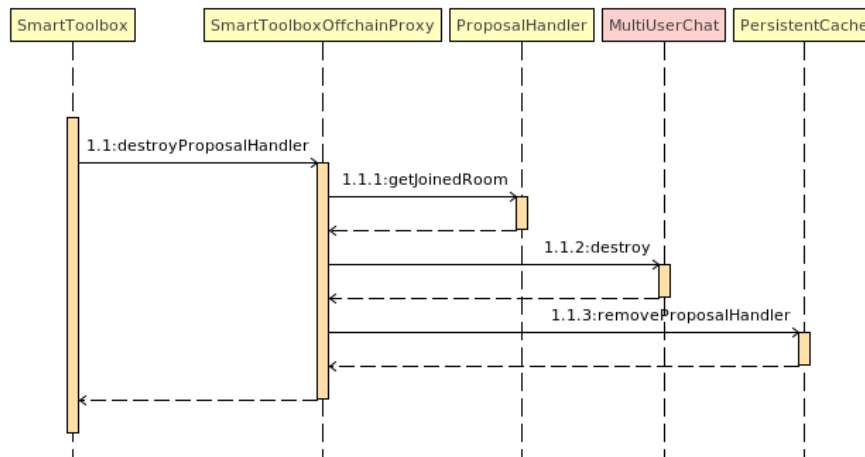 SmartToolbox
SmartToolboxOffchainProxy
ProposalHandler
MultiUserChat
PersistentCache
1.1:destroyProposalHandler
1.1.1:getJoinedRoom
1.1.2:destroy
1.1.3:removeProposalHandler